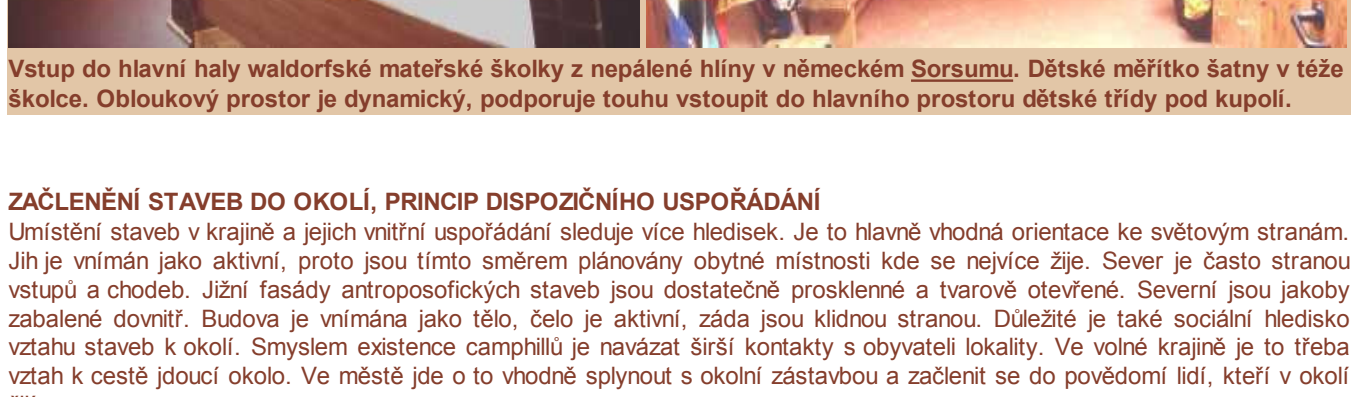 Vstup do hlavní haly waldorfské mateřské školky z nepálené hlíny v německém Sorsumu. Dětské měřítko šatny v téže
školce. Obloukový prostor je dynamický, podporuje touhu vstoupit do hlavního prostoru dětské třídy pod kupolí.
ZAČLENĚNÍ STAVEB DO OKOLÍ, PRINCIP DISPOZIČNÍHO USPOŘÁDÁNÍ
Umístění staveb v krajině a jejich vnitřní uspořádání sleduje více hledisek. Je to hlavně vhodná orientace ke světovým stranám.
Jih je vnímán jako aktivní, proto jsou tímto směrem plánovány obytné místnosti kde se nejvíce žije. Sever je často stranou
vstupů a chodeb. Jižní fasády antroposofických staveb jsou dostatečně prosklenné a tvarově otevřené. Severní jsou jakoby
zabalené dovnitř. Budova je vnímána jako tělo, čelo je aktivní, záda jsou klidnou stranou. Důležité je také sociální hledisko
vztahu staveb k okolí. Smyslem existence camphillů je navázat širší kontakty s obyvateli lokality. Ve volné krajině je to třeba
vztah k cestě jdoucí okolo. Ve městě jde o to vhodně splynout s okolní zástavbou a začlenit se do povědomí lidí, kteří v okolí